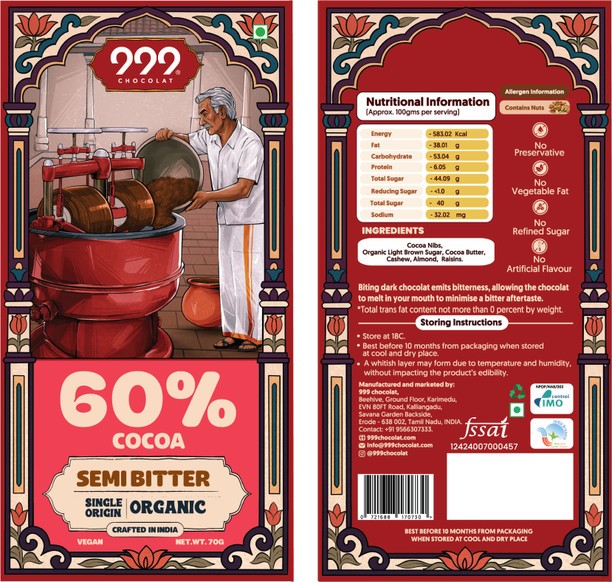 999
CHOCOLAT
60%
COCOA
SEMI BITTER
SINGLE
ORIGIN
ORGANIC
CRAFTED IN INDIA
VEGAN
NET.WT. 70G
Allergen Information
Contains Nuts
Nutritional Information
(Approx. 100gms per serving)
Energy - 583.02 Kcal
Fat - 38.01 g
Carbohydrate - 53.04 g
Protein - 6.05 g
Total Sugar - 44.09 g
Reducing Sugar - <1.0 g
Total Sugar - 40 g
Sodium - 32.02 mg
No
Preservative
No
Vegetable Fat
No
Refined Sugar
No
Artificial Flavour
INGREDIENTS
Cocoa Nibs,
Organic Light Brown Sugar, Cocoa Butter,
Cashew, Almond, Raisins.
Biting dark chocolate emits bitterness, allowing the chocolate
to melt in your mouth to minimise a bitter aftertaste.
*Total trans fat content not more than 0 percent by weight.
Storing Instructions
• Store at 18C.
• Best before 10 months from packaging when stored
at cool and dry place.
• A whitish layer may form due to temperature and humidity,
without impacting the product's edibility.
Manufactured and marketed by:
999 chocolat,
Beehive, Ground Floor, Karimedu,
EVN 80FT Road, Kalliangadu,
Savana Garden Backside,
Erode - 638 002, Tamil Nadu, INDIA.
Contact: +91 9566307333.
999chocolat.com
info@999chocolat.com
@999chocolat
NPOP/NAB/003
control
IMO
fssai
12424000000457
0 721688 170730
BEST BEFORE 10 MONTHS FROM PACKAGING
WHEN STORED AT COOL AND DRY PLACE